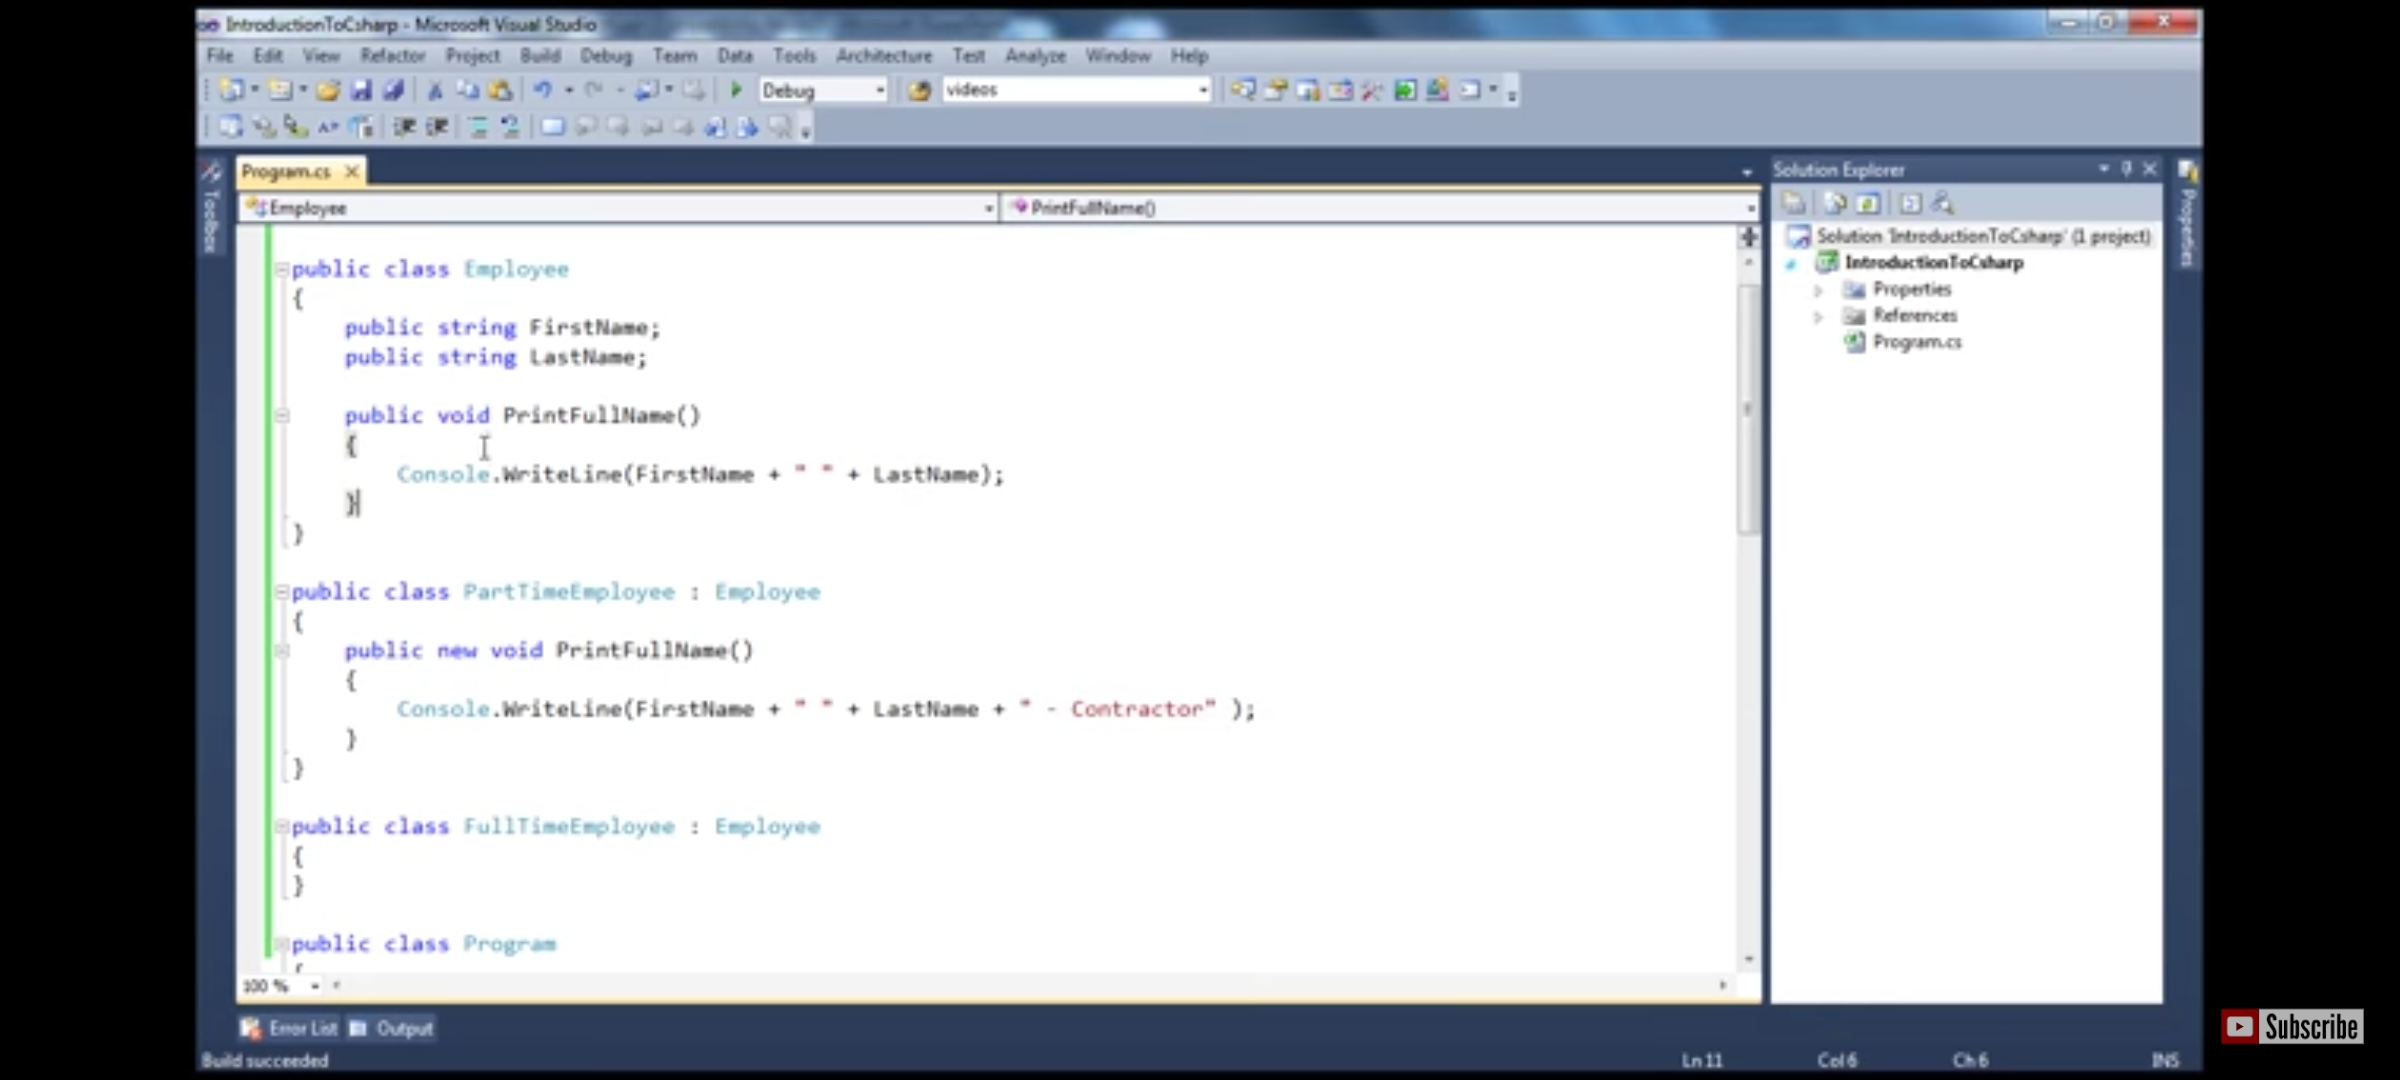 IntroductionToCsharp - Microsoft Visual Studio
File Edit View Refactor Project Build Debug Team Data Tools Architecture Test Analyze Window Help
Debug videos
Toolbox
Program.cs
Employee PrintFullName()
public class Employee
{
public string FirstName;
public string LastName;
public void PrintFullName()
{
Console.WriteLine(FirstName + " " + LastName);
}
}
public class PartTimeEmployee : Employee
{
public new void PrintFullName()
{
Console.WriteLine(FirstName + " " + LastName + " - Contractor" );
}
}
public class FullTimeEmployee : Employee
{
}
public class Program
{
100 %
Solution Explorer
Solution 'IntroductionToCsharp' (1 project)
IntroductionToCsharp
Properties
References
Program.cs
Properties
Error List Output
Build succeeded Ln 11 Col 6 Ch 6 INS
Subscribe